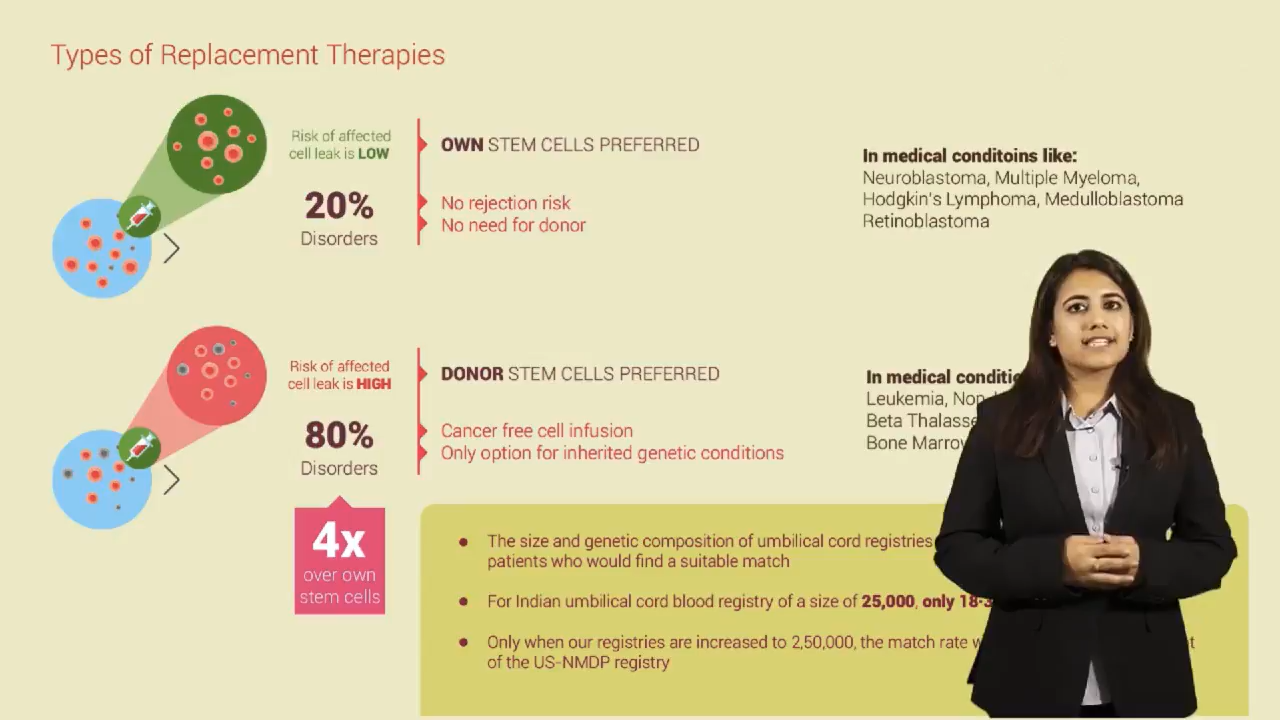 Types of Replacement Therapies
Risk of affected
cell leak is LOW
20%
Disorders
OWN STEM CELLS PREFERRED
No rejection risk
No need for donor
In medical conditoins like:
Neuroblastoma, Multiple Myeloma,
Hodgkin's Lymphoma, Medulloblastoma
Retinoblastoma
Risk of affected
cell leak is HIGH
80%
Disorders
DONOR STEM CELLS PREFERRED
Cancer free cell infusion
Only option for inherited genetic conditions
In medical
Leukemia,
Beta
Bone
4x
over own
stem cells
• The size and genetic composition of umbilical cord registries
patients who would find a suitable match
• For Indian umbilical cord blood registry of a size of 25,000, only
• Only when our registries are increased to 2,50,000, the match rate
of the US-NMDP registry